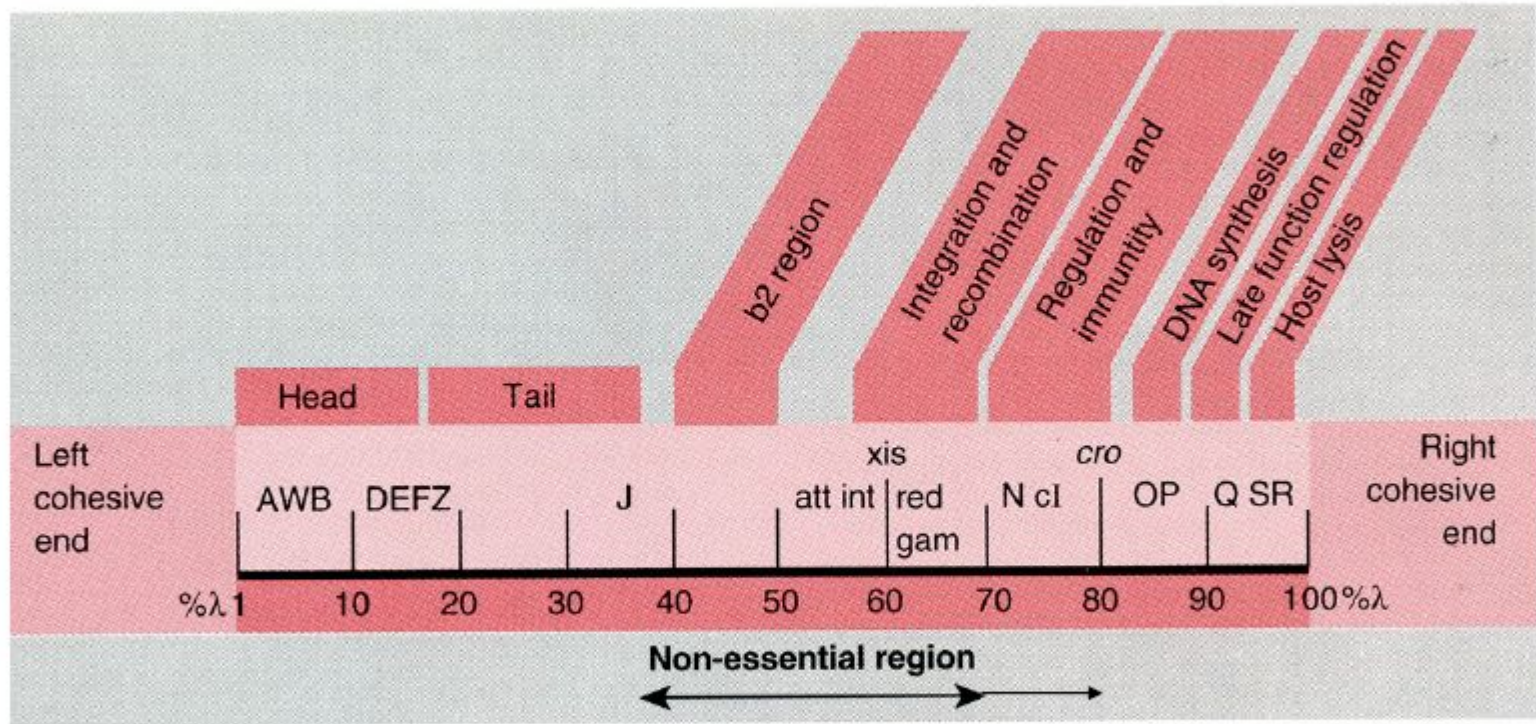 b2 region
Integration and
recombination
Regulation and
immuntity
DNA synthesis
Late function regulation
Host lysis
Head
Tail
Left
cohesive
end
AWB
DEFZ
J
att int
xis
red
gam
N cI
cro
OP
Q SR
Right
cohesive
end
%λ 1 10 20 30 40 50 60 70 80 90 100 %λ
Non-essential region